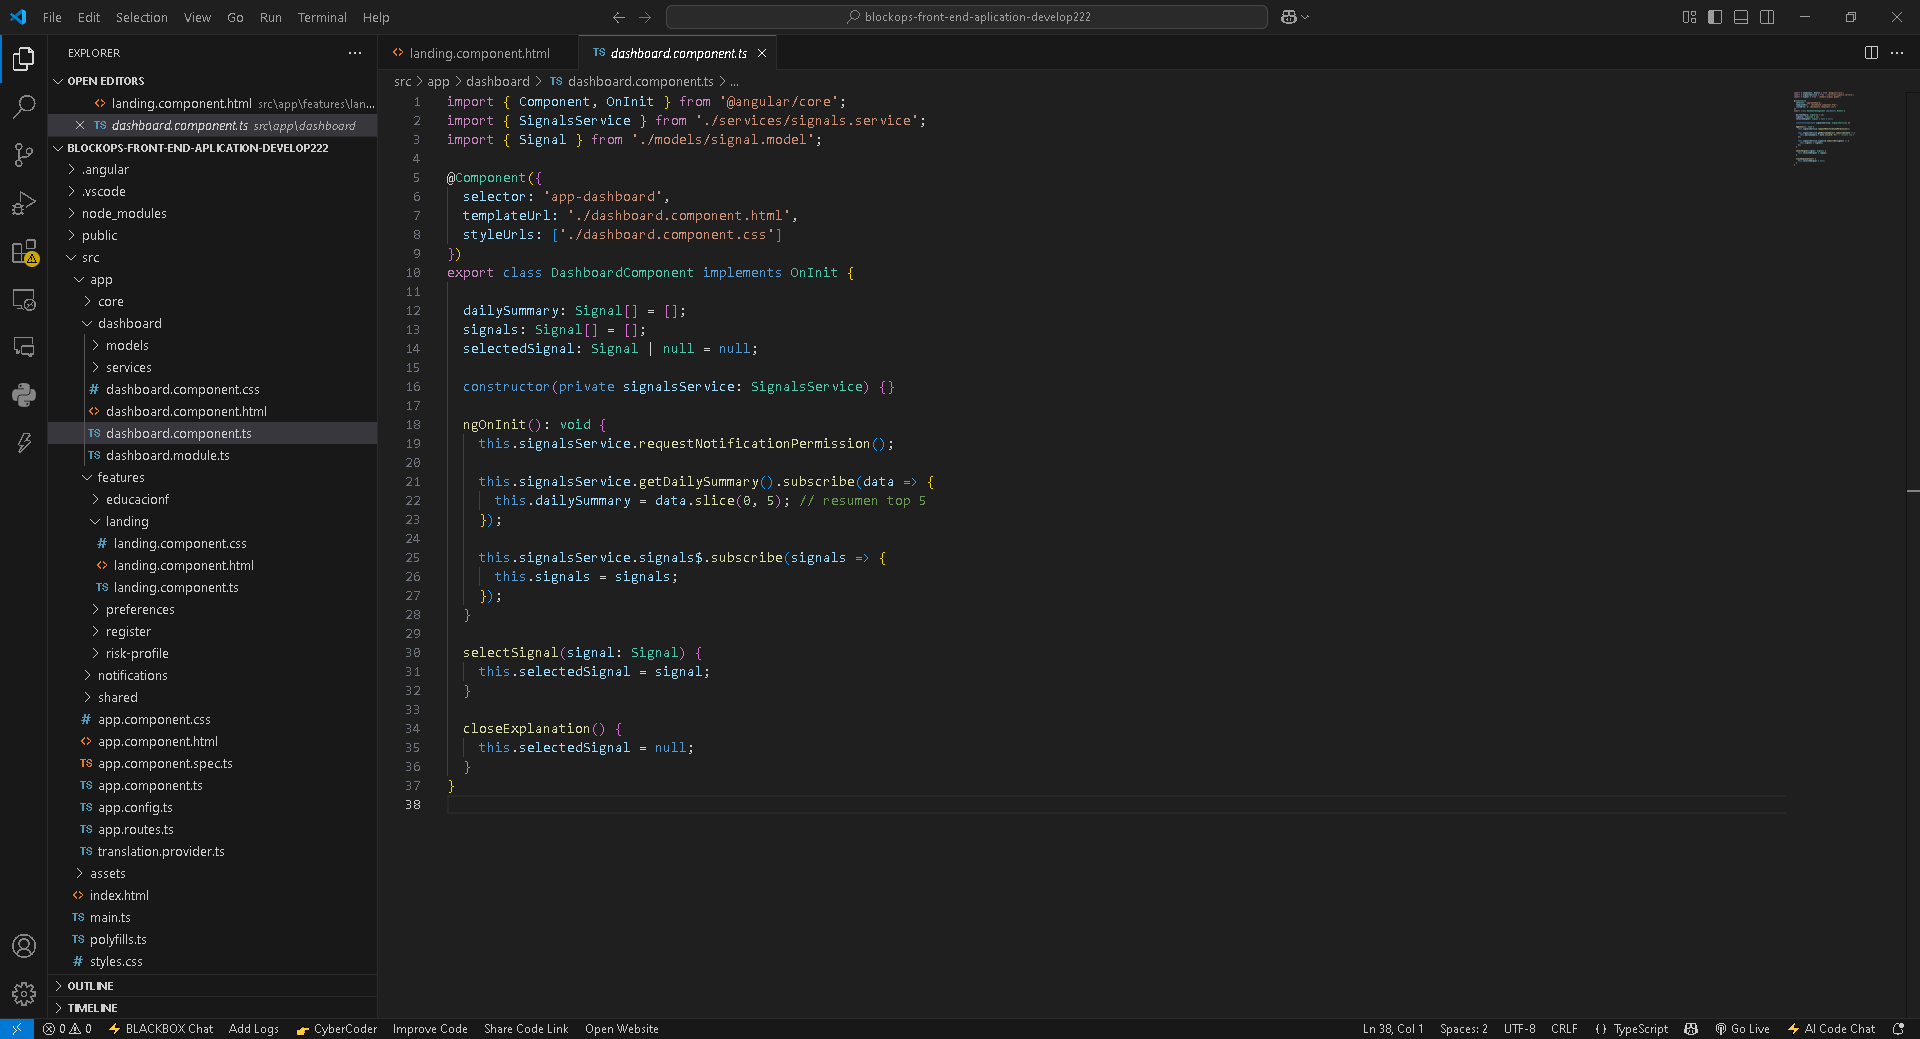 File Edit Selection View Go Run Terminal Help
blockops-front-end-aplication-develop222
EXPLORER
OPEN EDITORS
landing.component.html src\app\features\lan...
dashboard.component.ts src\app\dashboard
BLOCKOPS-FRONT-END-APLICATION-DEVELOP222
.angular
.vscode
node_modules
public
src
app
core
dashboard
models
services
# dashboard.component.css
<> dashboard.component.html
TS dashboard.component.ts
TS dashboard.module.ts
features
educacionf
landing
# landing.component.css
<> landing.component.html
TS landing.component.ts
preferences
register
risk-profile
notifications
shared
# app.component.css
<> app.component.html
TS app.component.spec.ts
TS app.component.ts
TS app.config.ts
TS app.routes.ts
TS translation.provider.ts
assets
<> index.html
TS main.ts
TS polyfills.ts
# styles.css
OUTLINE
TIMELINE
<> landing.component.html TS dashboard.component.ts
src > app > dashboard > TS dashboard.component.ts > ...
1 import { Component, OnInit } from '@angular/core';
2 import { SignalsService } from './services/signals.service';
3 import { Signal } from './models/signal.model';
4
5 @Component({
6   selector: 'app-dashboard',
7   templateUrl: './dashboard.component.html',
8   styleUrls: ['./dashboard.component.css']
9 })
10 export class DashboardComponent implements OnInit {
11
12   dailySummary: Signal[] = [];
13   signals: Signal[] = [];
14   selectedSignal: Signal | null = null;
15
16   constructor(private signalsService: SignalsService) {}
17
18   ngOnInit(): void {
19     this.signalsService.requestNotificationPermission();
20
21     this.signalsService.getDailySummary().subscribe(data => {
22       this.dailySummary = data.slice(0, 5); // resumen top 5
23     });
24
25     this.signalsService.signals$.subscribe(signals => {
26       this.signals = signals;
27     });
28   }
29
30   selectSignal(signal: Signal) {
31     this.selectedSignal = signal;
32   }
33
34   closeExplanation() {
35     this.selectedSignal = null;
36   }
37 }
38
0 0 BLACKBOX Chat Add Logs CyberCoder Improve Code Share Code Link Open Website Ln 38, Col 1 Spaces: 2 UTF-8 CRLF {} TypeScript Go Live AI Code Chat